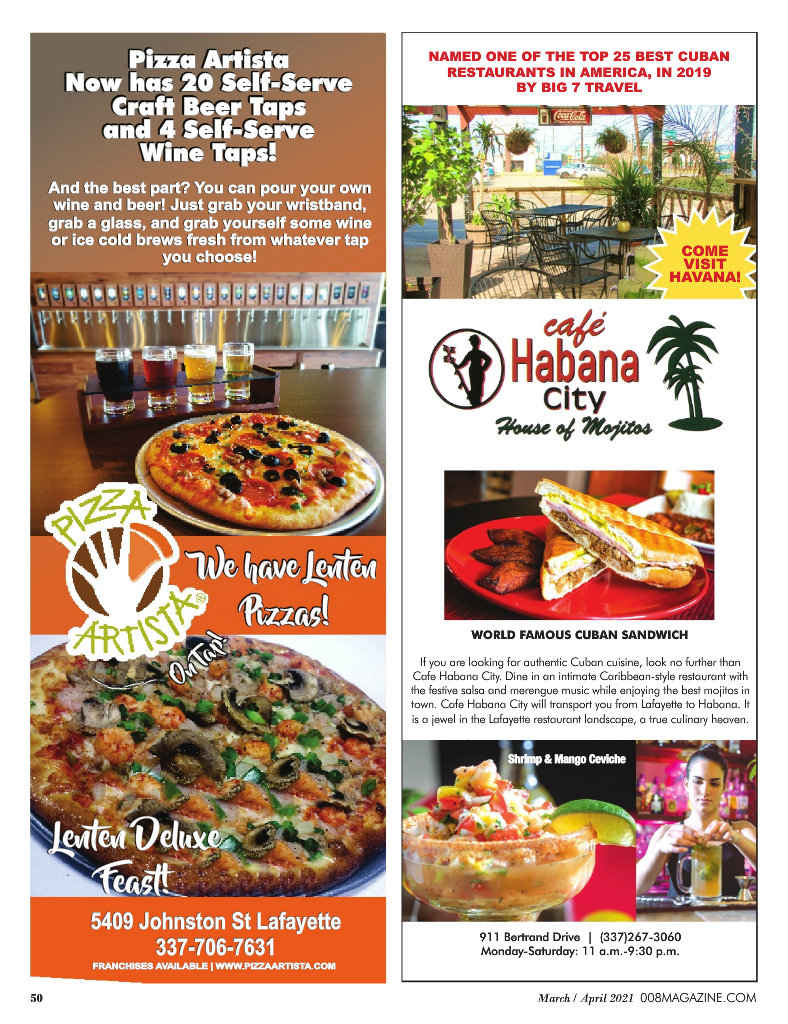 Pizza Artista
Now has 20 Self-Serve
Craft Beer Taps
and 4 Self-Serve
Wine Taps!
And the best part? You can pour your own
wine and beer! Just grab your wristband,
grab a glass, and grab yourself some wine
or ice cold brews fresh from whatever tap
you choose!
PIZZA
ARTISTA®
On Tap!
We have Lenten
Pizzas!
Lenten Deluxe
Feast!
5409 Johnston St Lafayette
337-706-7631
FRANCHISES AVAILABLE | WWW.PIZZAARTISTA.COM
NAMED ONE OF THE TOP 25 BEST CUBAN
RESTAURANTS IN AMERICA, IN 2019
BY BIG 7 TRAVEL
Coca-Cola
COME
VISIT
HAVANA!
café
Habana
City
House of Mojitos
WORLD FAMOUS CUBAN SANDWICH
If you are looking for authentic Cuban cuisine, look no further than
Cafe Habana City. Dine in an intimate Caribbean-style restaurant with
the festive salsa and merengue music while enjoying the best mojitos in
town. Cafe Habana City will transport you from Lafayette to Habana. It
is a jewel in the Lafayette restaurant landscape, a true culinary heaven.
Shrimp & Mango Ceviche
911 Bertrand Drive | (337)267-3060
Monday-Saturday: 11 a.m.-9:30 p.m.
50
March / April 2021 008MAGAZINE.COM